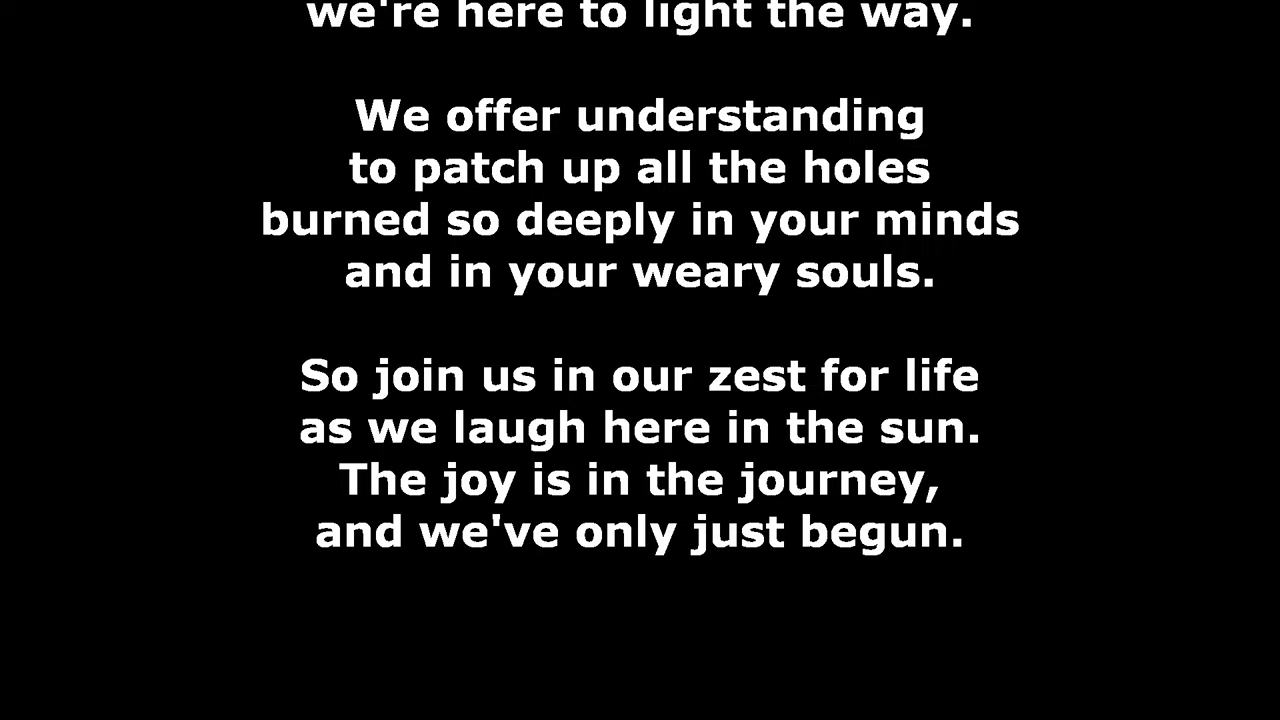 we're here to light the way.
We offer understanding
to patch up all the holes
burned so deeply in your minds
and in your weary souls.
So join us in our zest for life
as we laugh here in the sun.
The joy is in the journey,
and we've only just begun.